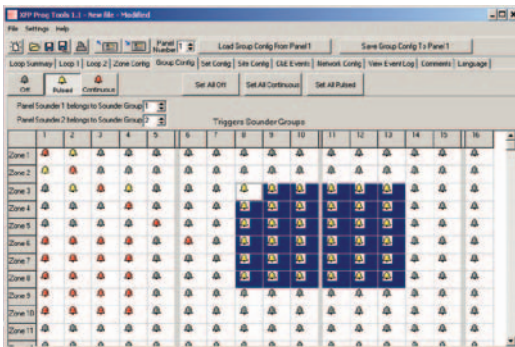 XFP Prog Tools 1.1 - New file - Modified
File Settings Help
Panel Number 1 Load Group Config From Panel 1 Save Group Config To Panel 1
Loop Summary Loop 1 Loop 2 Zone Config Group Config Set Config Site Config C&E Events Network Config View Event Log Comments Language
Off Pulsed Continuous Set All Off Set All Continuous Set All Pulsed
Panel Sounder 1 belongs to Sounder Group 1
Panel Sounder 2 belongs to Sounder Group 2 Triggers Sounder Groups
1 2 3 4 5 6 7 8 9 10 11 12 13 14 15 16
Zone 1
Zone 2
Zone 3
Zone 4
Zone 5
Zone 6
Zone 7
Zone 8
Zone 9
Zone 10
Zone 11